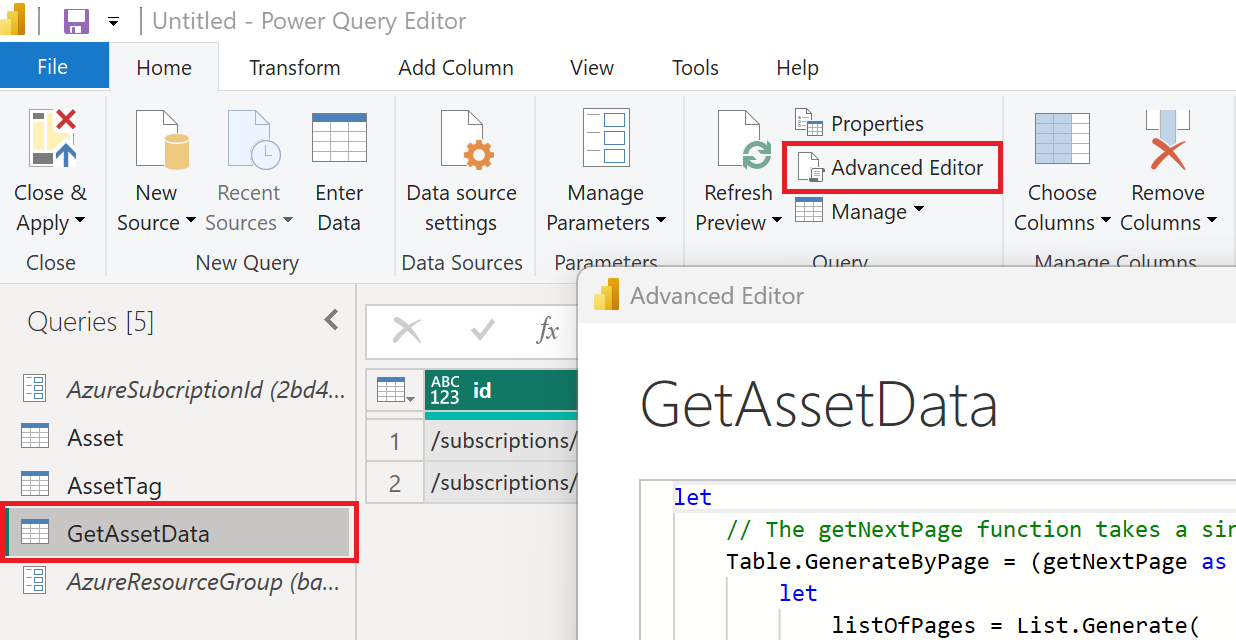 Untitled - Power Query Editor
File Home Transform Add Column View Tools Help
Close & Apply
New Source
Recent Sources
Enter Data
Data source settings
Manage Parameters
Refresh Preview
Properties
Advanced Editor
Manage
Choose Columns
Remove Columns
Close
New Query
Data Sources
Parameters
Query
Manage Columns
Queries [5]
AzureSubcriptionId (2bd4...
Asset
AssetTag
GetAssetData
AzureResourceGroup (ba...
fx
ABC
123
id
1 /subscriptions/
2 /subscriptions/
Advanced Editor
GetAssetData
let
// The getNextPage function takes a sin
Table.GenerateByPage = (getNextPage as
let
listOfPages = List.Generate(